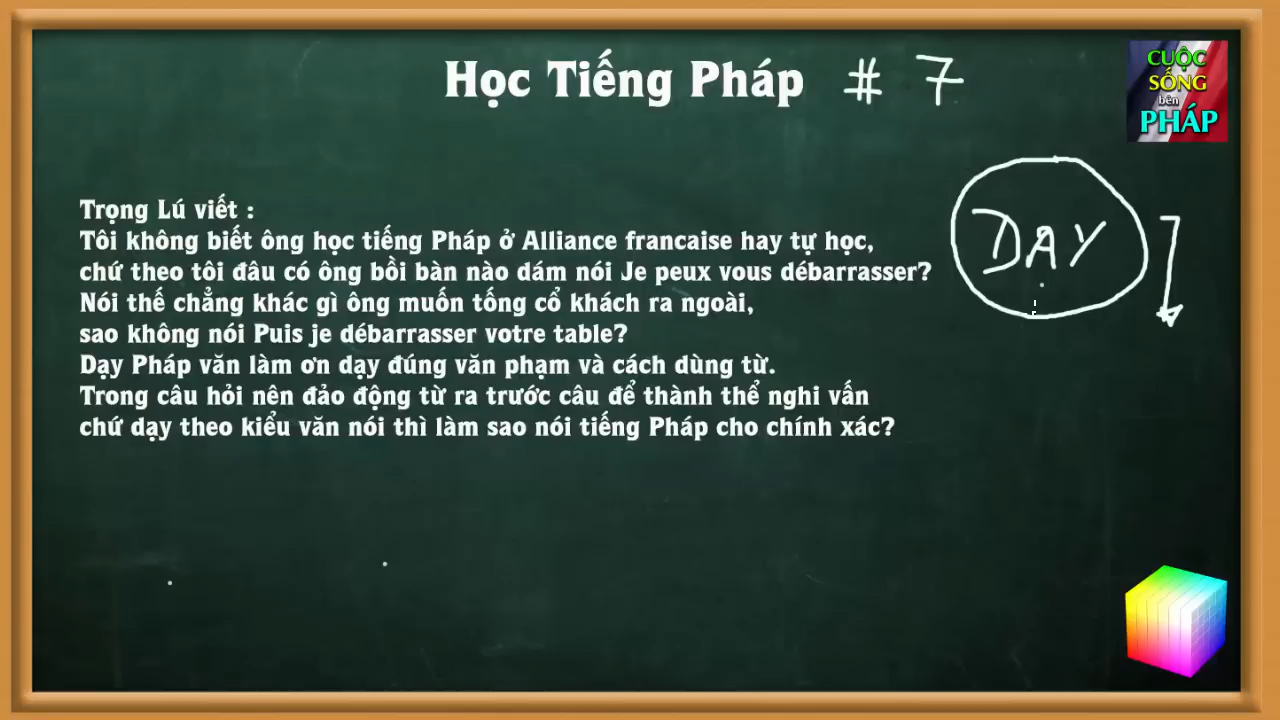 Học Tiếng Pháp # 7
CUỘC
SỐNG
bên
PHÁP
DAY
Trọng Lú viết :
Tôi không biết ông học tiếng Pháp ở Alliance francaise hay tự học,
chứ theo tôi đâu có ông bồi bàn nào dám nói Je peux vous débarrasser?
Nói thế chẳng khác gì ông muốn tống cổ khách ra ngoài,
sao không nói Puis je débarrasser votre table?
Dạy Pháp văn làm ơn dạy đúng văn phạm và cách dùng từ.
Trong câu hỏi nên đảo động từ ra trước câu để thành thể nghi vấn
chứ dạy theo kiểu văn nói thì làm sao nói tiếng Pháp cho chính xác?